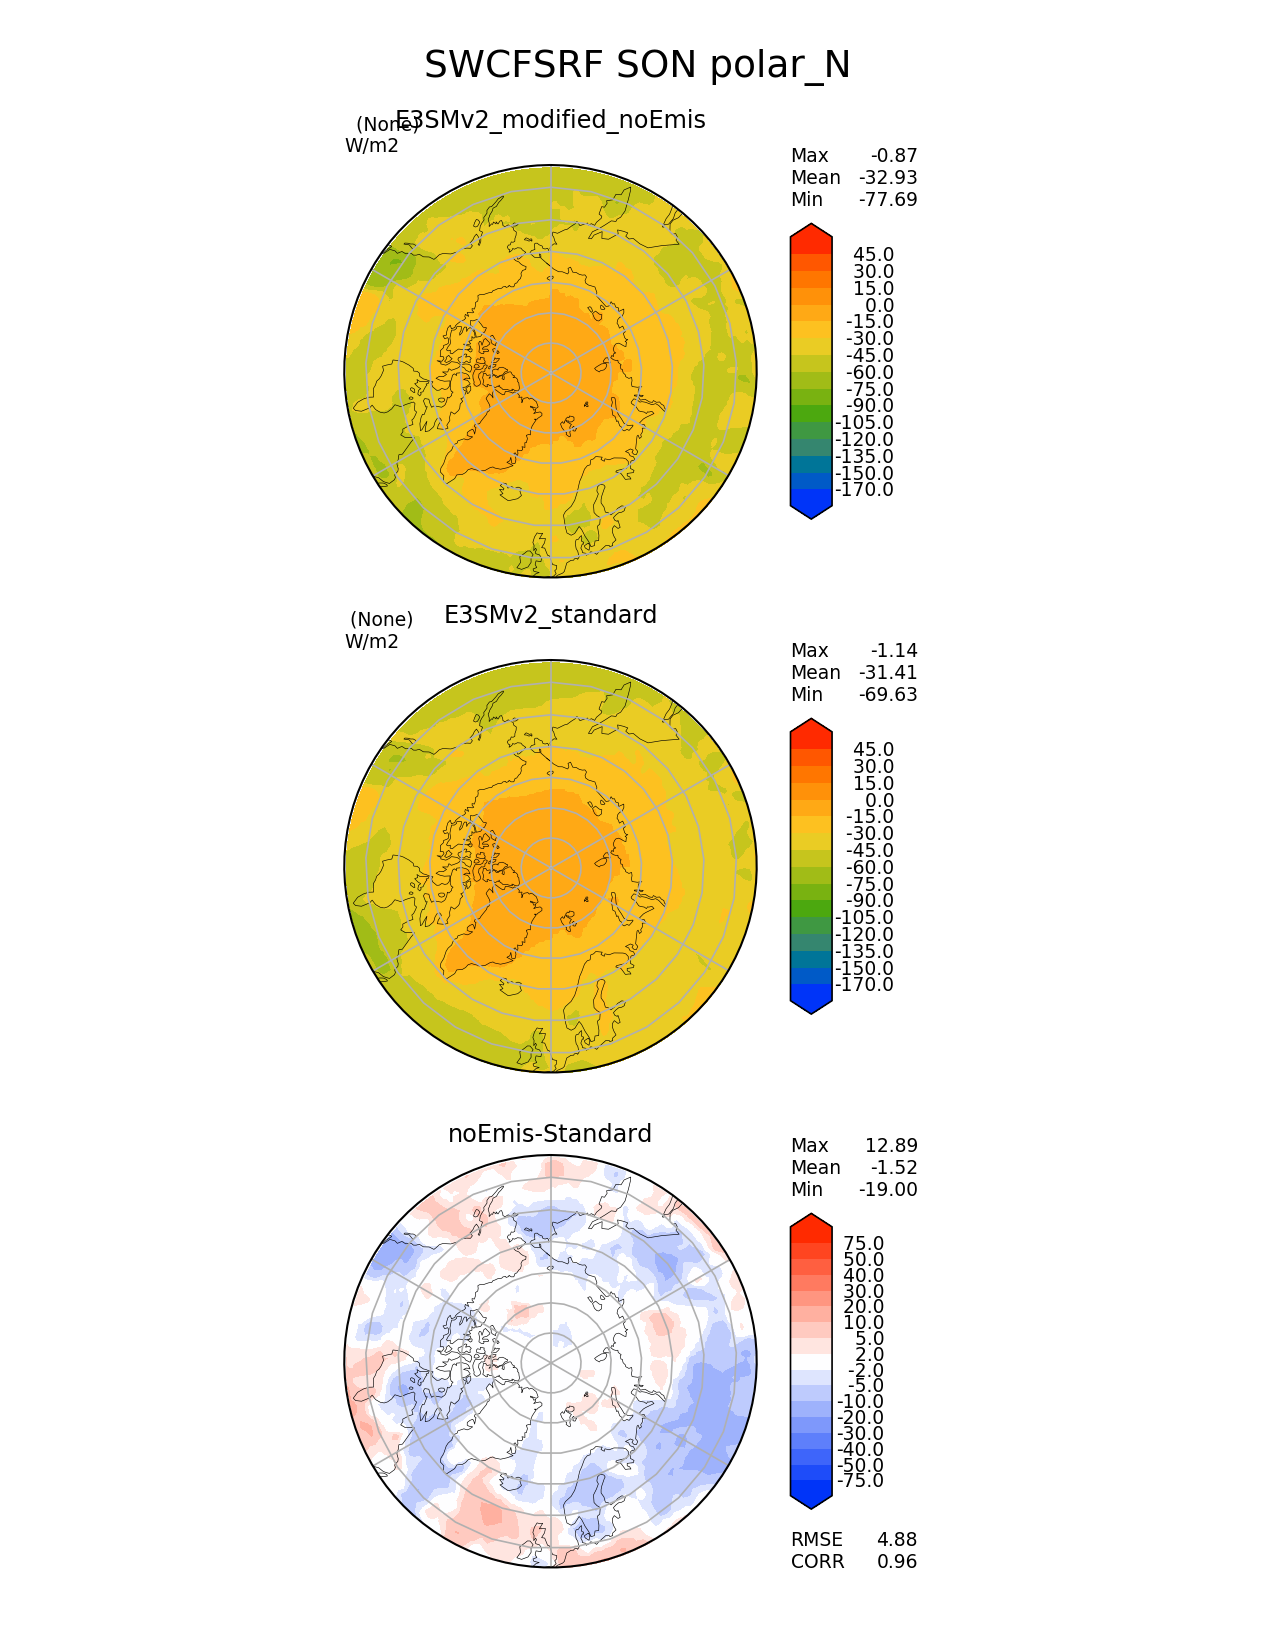 SWCFSRF SON polar_N
E3SMv2_modified_noEmis
(None)
W/m2
Max -0.87
Mean -32.93
Min -77.69
45.0
30.0
15.0
0.0
-15.0
-30.0
-45.0
-60.0
-75.0
-90.0
-105.0
-120.0
-135.0
-150.0
-170.0
(None) E3SMv2_standard
W/m2
Max -1.14
Mean -31.41
Min -69.63
45.0
30.0
15.0
0.0
-15.0
-30.0
-45.0
-60.0
-75.0
-90.0
-105.0
-120.0
-135.0
-150.0
-170.0
noEmis-Standard
Max 12.89
Mean -1.52
Min -19.00
75.0
50.0
40.0
30.0
20.0
10.0
5.0
2.0
-2.0
-5.0
-10.0
-20.0
-30.0
-40.0
-50.0
-75.0
RMSE 4.88
CORR 0.96